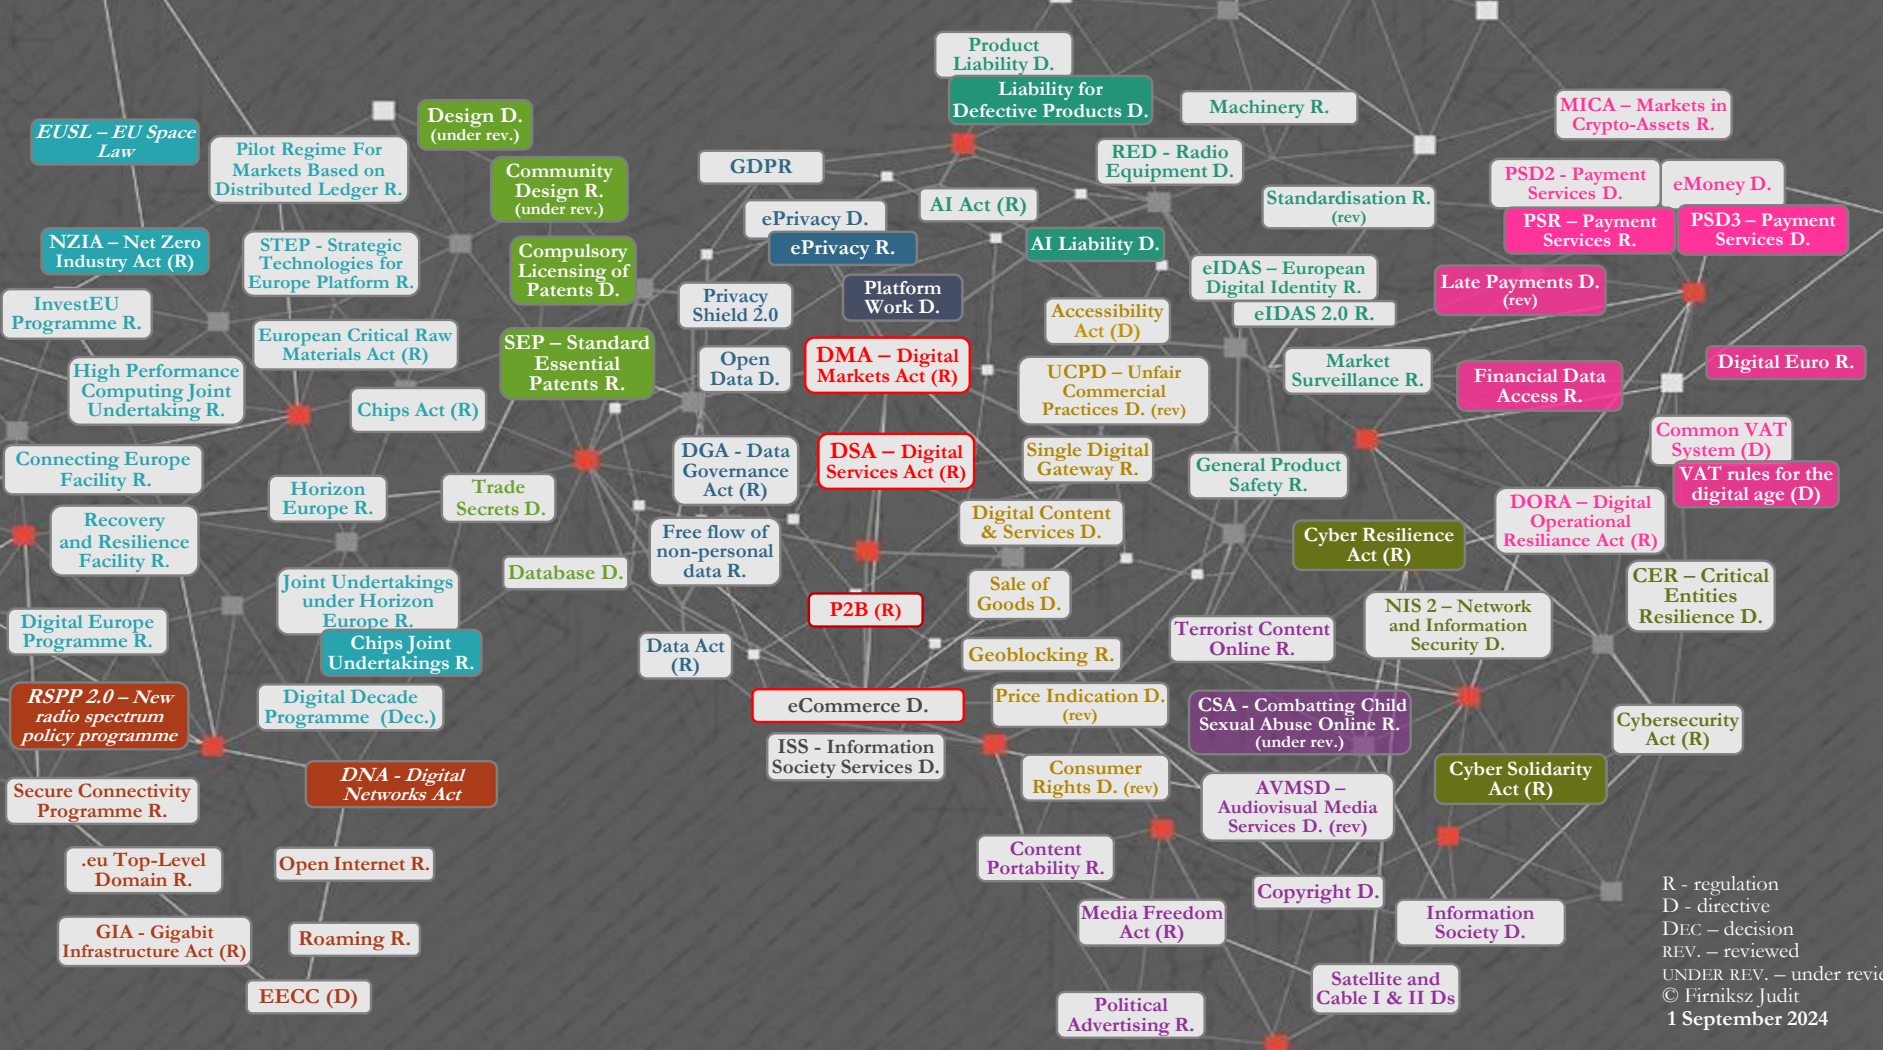 EUSL – EU Space
Law
Pilot Regime For
Markets Based on
Distributed Ledger R.
Design D.
(under rev.)
Community
Design R.
(under rev.)
NZIA – Net Zero
Industry Act (R)
STEP - Strategic
Technologies for
Europe Platform R.
Compulsory
Licensing of
Patents D.
InvestEU
Programme R.
European Critical Raw
Materials Act (R)
SEP – Standard
Essential
Patents R.
High Performance
Computing Joint
Undertaking R.
Chips Act (R)
Connecting Europe
Facility R.
Horizon
Europe R.
Trade
Secrets D.
Recovery
and Resilience
Facility R.
Database D.
Joint Undertakings
under Horizon
Europe R.
Chips Joint
Undertakings R.
Digital Europe
Programme R.
Digital Decade
Programme (Dec.)
RSPP 2.0 – New
radio spectrum
policy programme
DNA - Digital
Networks Act
Secure Connectivity
Programme R.
.eu Top-Level
Domain R.
Open Internet R.
GIA - Gigabit
Infrastructure Act (R)
Roaming R.
EECC (D)
Product
Liability D.
Liability for
Defective Products D.
Machinery R.
GDPR
RED - Radio
Equipment D.
ePrivacy D.
ePrivacy R.
AI Act (R)
AI Liability D.
Standardisation R.
(rev)
Privacy
Shield 2.0
Platform
Work D.
eIDAS – European
Digital Identity R.
eIDAS 2.0 R.
Accessibility
Act (D)
Open
Data D.
DMA – Digital
Markets Act (R)
UCPD – Unfair
Commercial
Practices D. (rev)
Market
Surveillance R.
DGA - Data
Governance
Act (R)
DSA – Digital
Services Act (R)
Single Digital
Gateway R.
General Product
Safety R.
Free flow of
non-personal
data R.
Digital Content
& Services D.
P2B (R)
Sale of
Goods D.
Data Act
(R)
Geoblocking R.
eCommerce D.
Price Indication D.
(rev)
ISS - Information
Society Services D.
Consumer
Rights D. (rev)
MICA – Markets in
Crypto-Assets R.
PSD2 - Payment
Services D.
eMoney D.
PSR – Payment
Services R.
PSD3 – Payment
Services D.
Late Payments D.
(rev)
Financial Data
Access R.
Digital Euro R.
Common VAT
System (D)
VAT rules for the
digital age (D)
DORA – Digital
Operational
Resiliance Act (R)
Cyber Resilience
Act (R)
CER – Critical
Entities
Resilience D.
NIS 2 – Network
and Information
Security D.
Terrorist Content
Online R.
CSA - Combatting Child
Sexual Abuse Online R.
(under rev.)
Cybersecurity
Act (R)
Cyber Solidarity
Act (R)
AVMSD –
Audiovisual Media
Services D. (rev)
Content
Portability R.
Copyright D.
Media Freedom
Act (R)
Information
Society D.
Satellite and
Cable I & II Ds
Political
Advertising R.
R - regulation
D - directive
DEC – decision
REV. – reviewed
UNDER REV. – under revie
© Firniksz Judit
1 September 2024